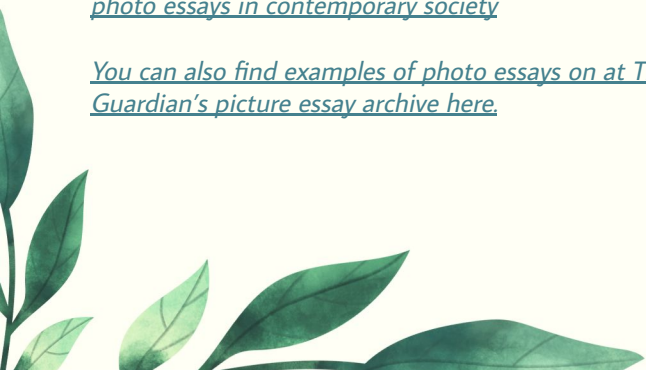 photo essays in contemporary society
You can also find examples of photo essays on at T
Guardian's picture essay archive here.